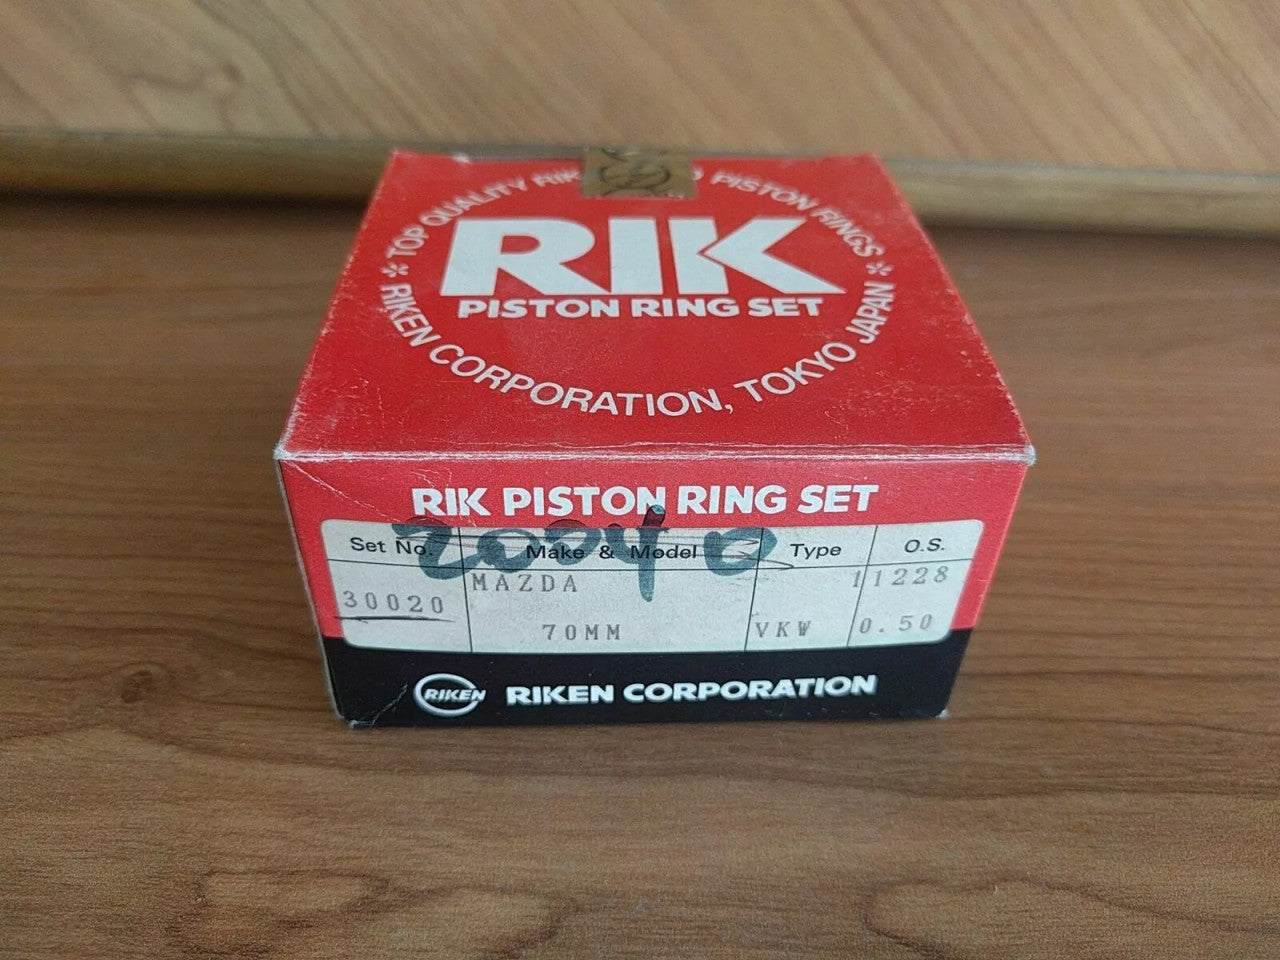 TOP QUALITY RIK PISTON RINGS
RIK
PISTON RING SET
RIKEN CORPORATION, TOKYO JAPAN
RIK PISTON RING SET
Set No. Make & Model Type O.S.
MAZDA 11228
30020 70MM VKW 0.50
RIKEN RIKEN CORPORATION